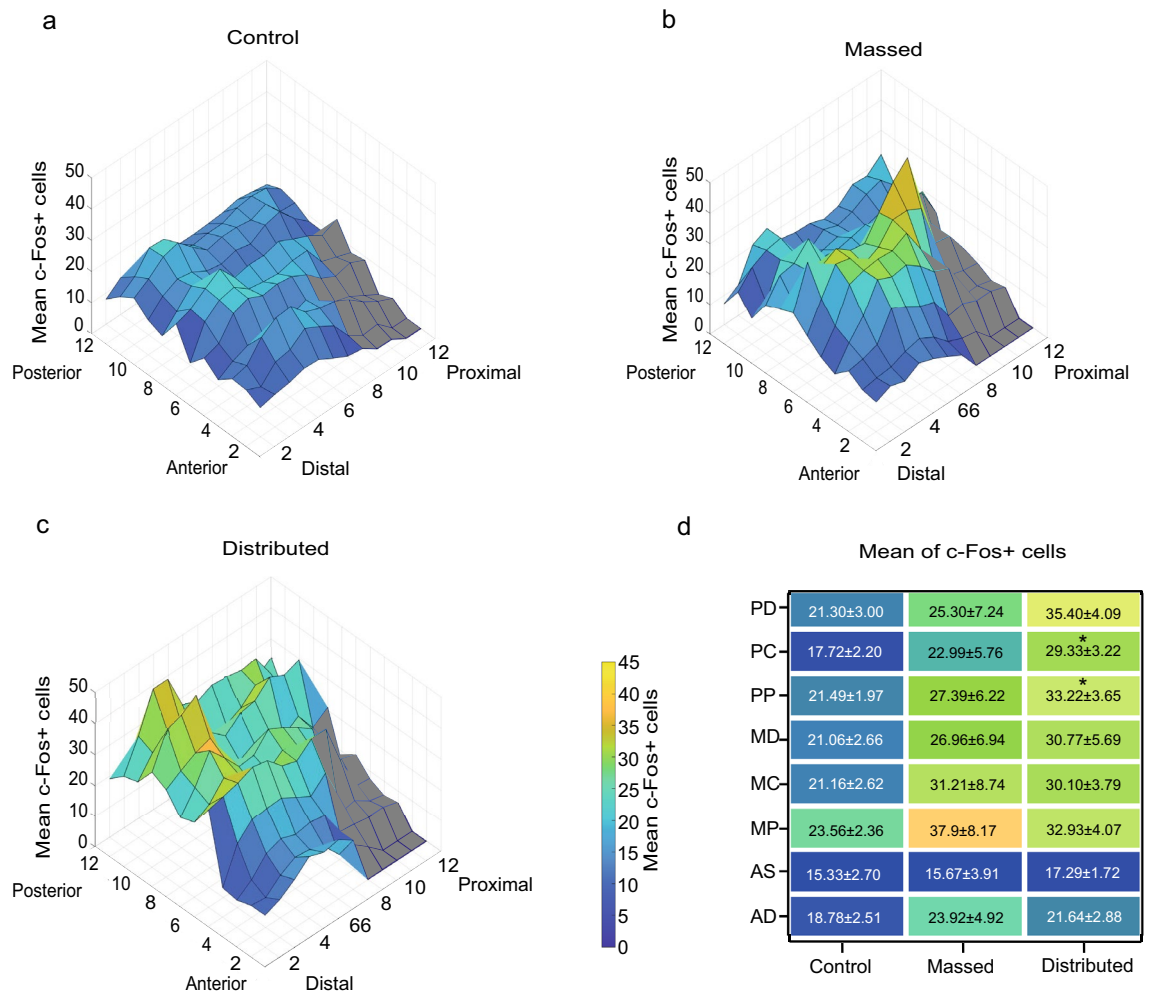 a
Control
Mean c-Fos+ cells
50
40
30
20
10
0
12
10
8
6
4
2
Posterior
Anterior
2
4
6
8
10
12
Distal
Proximal
b
Massed
Mean c-Fos+ cells
50
40
30
20
10
0
12
10
8
6
4
2
Posterior
Anterior
2
4
66
8
10
12
Distal
Proximal
c
Distributed
Mean c-Fos+ cells
50
40
30
20
10
0
12
10
8
6
4
2
Posterior
Anterior
2
4
66
8
10
12
Distal
Proximal
45
40
35
30
25
20
15
10
5
0
Mean c-Fos+ cells
d
Mean of c-Fos+ cells
PD 21.30±3.00 25.30±7.24 35.40±4.09
*
PC 17.72±2.20 22.99±5.76 29.33±3.22
*
PP 21.49±1.97 27.39±6.22 33.22±3.65
MD 21.06±2.66 26.96±6.94 30.77±5.69
MC 21.16±2.62 31.21±8.74 30.10±3.79
MP 23.56±2.36 37.9±8.17 32.93±4.07
AS 15.33±2.70 15.67±3.91 17.29±1.72
AD 18.78±2.51 23.92±4.92 21.64±2.88
Control Massed Distributed